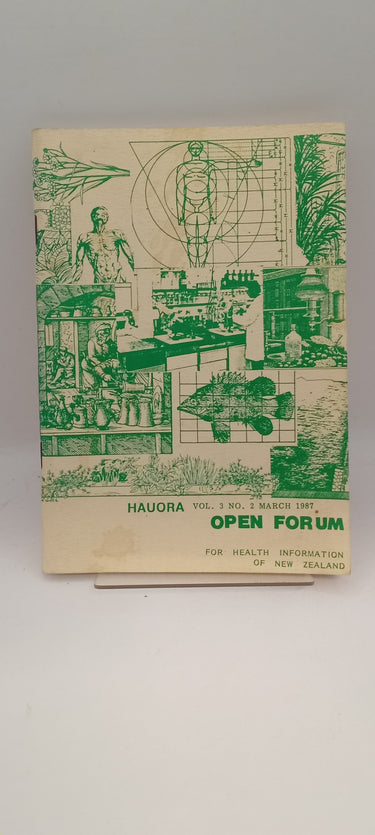 HAUORA VOL. 3 NO. 2 MARCH 1987
OPEN FORUM
FOR HEALTH INFORMATION
OF NEW ZEALAND